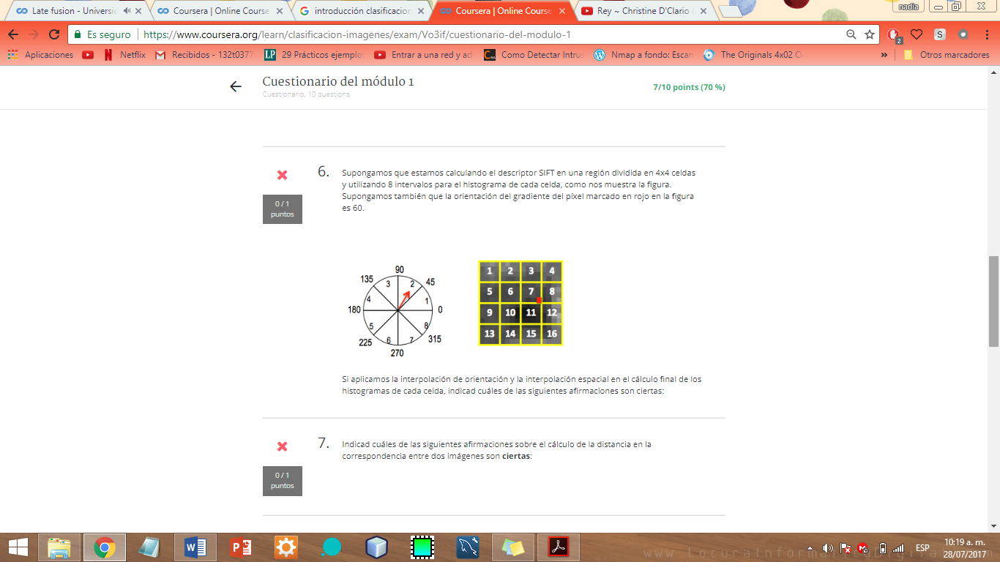 Late fusion - Universi
Coursera | Online Course
introducción clasificacion
Coursera | Online Course
Rey ~ Christine D'Clario
nadia
Es seguro
https://www.coursera.org/learn/clasificacion-imagenes/exam/Vo3if/cuestionario-del-modulo-1
2
Aplicaciones
Netflix
Recibidos - 132t0377
29 Prácticos ejemplo
Entrar a una red y ad
Como Detectar Intrus
Nmap a fondo: Escan
The Originals 4x02 O
»
Otros marcadores
Cuestionario del módulo 1
Cuestionario, 10 questions
7/10 points (70 %)
6.
0 / 1
puntos
Supongamos que estamos calculando el descriptor SIFT en una región dividida en 4x4 celdas
y utilizando 8 intervalos para el histograma de cada celda, como nos muestra la figura.
Supongamos también que la orientación del gradiente del píxel marcado en rojo en la figura
es 60.
90
135
3
2
45
4
1
180
0
5
8
225
6
7
315
270
1 2 3 4
5 6 7 8
9 10 11 12
13 14 15 16
Si aplicamos la interpolación de orientación y la interpolación espacial en el cálculo final de los
histogramas de cada celda, indicad cuáles de las siguientes afirmaciones son ciertas:
7.
0 / 1
puntos
Indicad cuáles de las siguientes afirmaciones sobre el cálculo de la distancia en la
correspondencia entre dos imágenes son ciertas:
ESP
10:19 a. m.
28/07/2017